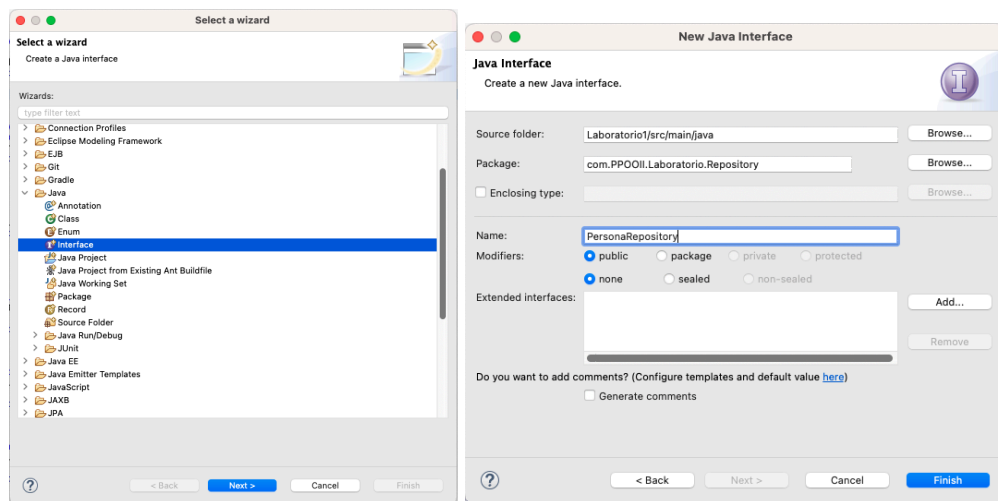 Select a wizard
Select a wizard
Create a Java interface
Wizards:
type filter text
Connection Profiles
Eclipse Modeling Framework
EJB
Git
Gradle
Java
Annotation
Class
Enum
Interface
Java Project
Java Project from Existing Ant Buildfile
Java Working Set
Package
Record
Source Folder
Java Run/Debug
JUnit
Java EE
Java Emitter Templates
JavaScript
JAXB
JPA
? < Back Next > Cancel Finish
New Java Interface
Java Interface
Create a new Java interface.
I
Source folder: Laboratorio1/src/main/java Browse...
Package: com.PPOOII.Laboratorio.Repository Browse...
Enclosing type: Browse...
Name: PersonaRepository
Modifiers: public package private protected
none sealed non-sealed
Extended interfaces: Add...
Remove
Do you want to add comments? (Configure templates and default value here)
Generate comments
? < Back Next > Cancel Finish